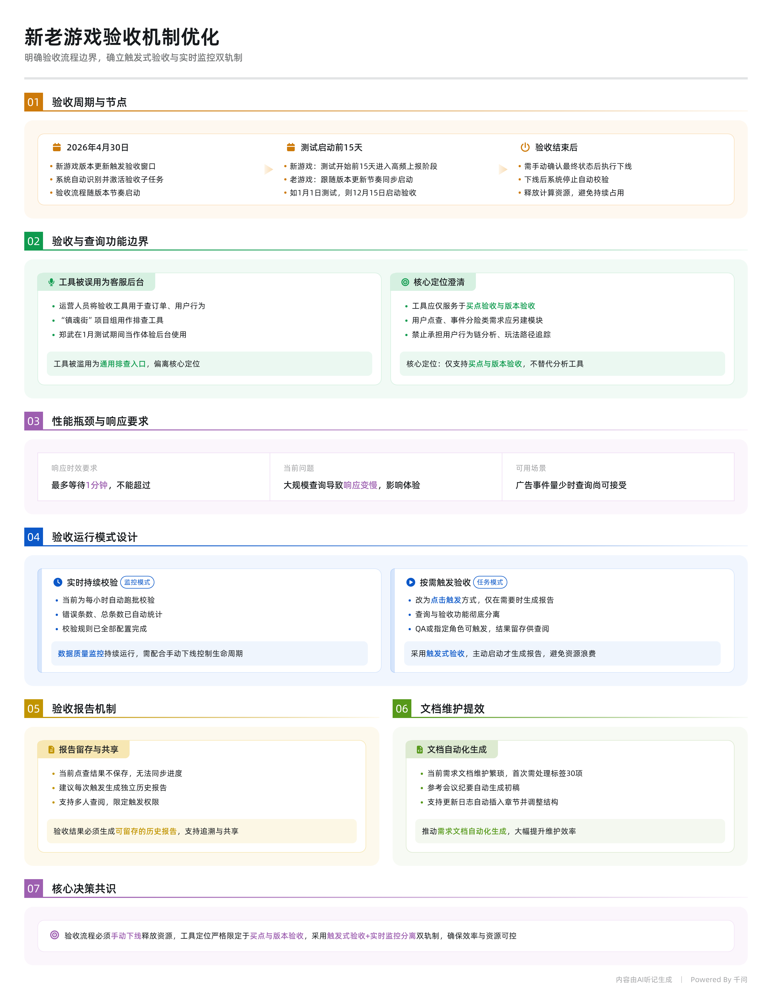 新老游戏验收机制优化
明确验收流程边界，确立触发式验收与实时监控双轨制
01 验收周期与节点
2026年4月30日
新游戏版本更新触发验收窗口
系统自动识别并激活验收子任务
验收流程随版本节奏启动
测试启动前15天
新游戏：测试开始前15天进入高频上报阶段
老游戏：跟随版本更新节奏同步启动
如1月1日测试，则12月15日启动验收
验收结束后
需手动确认最终状态后执行下线
下线后系统停止自动校验
释放计算资源，避免持续占用
02 验收与查询功能边界
工具被误用为客服后台
运营人员将验收工具用于查订单、用户行为
“镇魂街”项目组用作排查工具
郑武在1月测试期间当作体验后台使用
工具被滥用为通用排查入口，偏离核心定位
核心定位澄清
工具应仅服务于买点验收与版本验收
用户点查、事件分险类需求应另建模块
禁止承担用户行为链分析、玩法路径追踪
核心定位：仅支持买点与版本验收，不替代分析工具
03 性能瓶颈与响应要求
响应时效要求
最多等待1分钟，不能超过
当前问题
大规模查询导致响应变慢，影响体验
可用场景
广告事件量少时查询尚可接受
04 验收运行模式设计
实时持续校验 监控模式
当前为每小时自动跑批校验
错误条数、总条数已自动统计
校验规则已全部配置完成
数据质量监控持续运行，需配合手动下线控制生命周期
按需触发验收 任务模式
改为点击触发方式，仅在需要时生成报告
查询与验收功能彻底分离
QA或指定角色可触发，结果留存供查阅
采用触发式验收，主动启动才生成报告，避免资源浪费
05 验收报告机制
报告留存与共享
当前点查结果不保存，无法同步进度
建议每次触发生成独立历史报告
支持多人查阅，限定触发权限
验收结果必须生成可留存的历史报告，支持追溯与共享
06 文档维护提效
文档自动化生成
当前需求文档维护繁琐，首次需处理标签30项
参考会议纪要自动生成初稿
支持更新日志自动插入章节并调整结构
推动需求文档自动化生成，大幅提升维护效率
07 核心决策共识
验收流程必须手动下线释放资源，工具定位严格限定于买点与版本验收，采用触发式验收+实时监控分离双轨制，确保效率与资源可控
内容由AI听记生成 | Powered By 千问